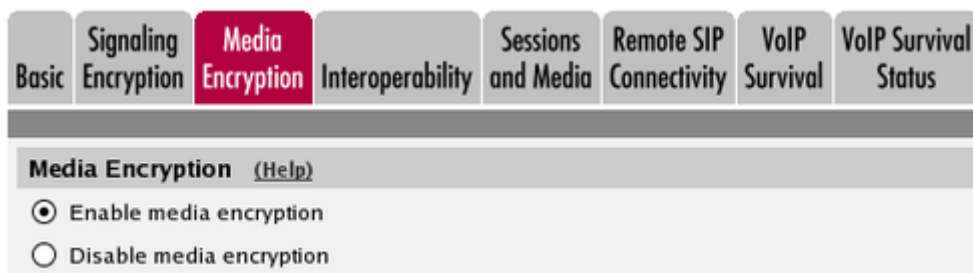 Basic
Signaling
Encryption
Media
Encryption
Interoperability
Sessions
and Media
Remote SIP
Connectivity
VoIP
Survival
VoIP Survival
Status
Media Encryption (Help)
Enable media encryption
Disable media encryption